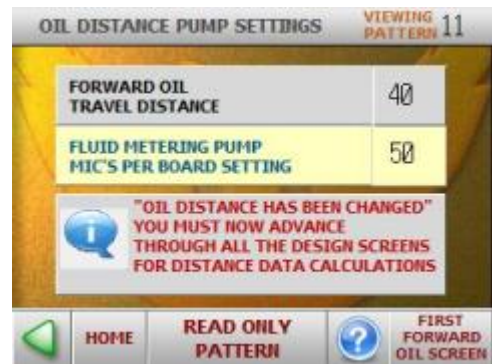 OIL DISTANCE PUMP SETTINGS
VIEWING
PATTERN 11
FORWARD OIL
TRAVEL DISTANCE
40
FLUID METERING PUMP
MIC'S PER BOARD SETTING
50
"OIL DISTANCE HAS BEEN CHANGED"
YOU MUST NOW ADVANCE
THROUGH ALL THE DESIGN SCREENS
FOR DISTANCE DATA CALCULATIONS
HOME
READ ONLY
PATTERN
?
FIRST
FORWARD
OIL SCREEN